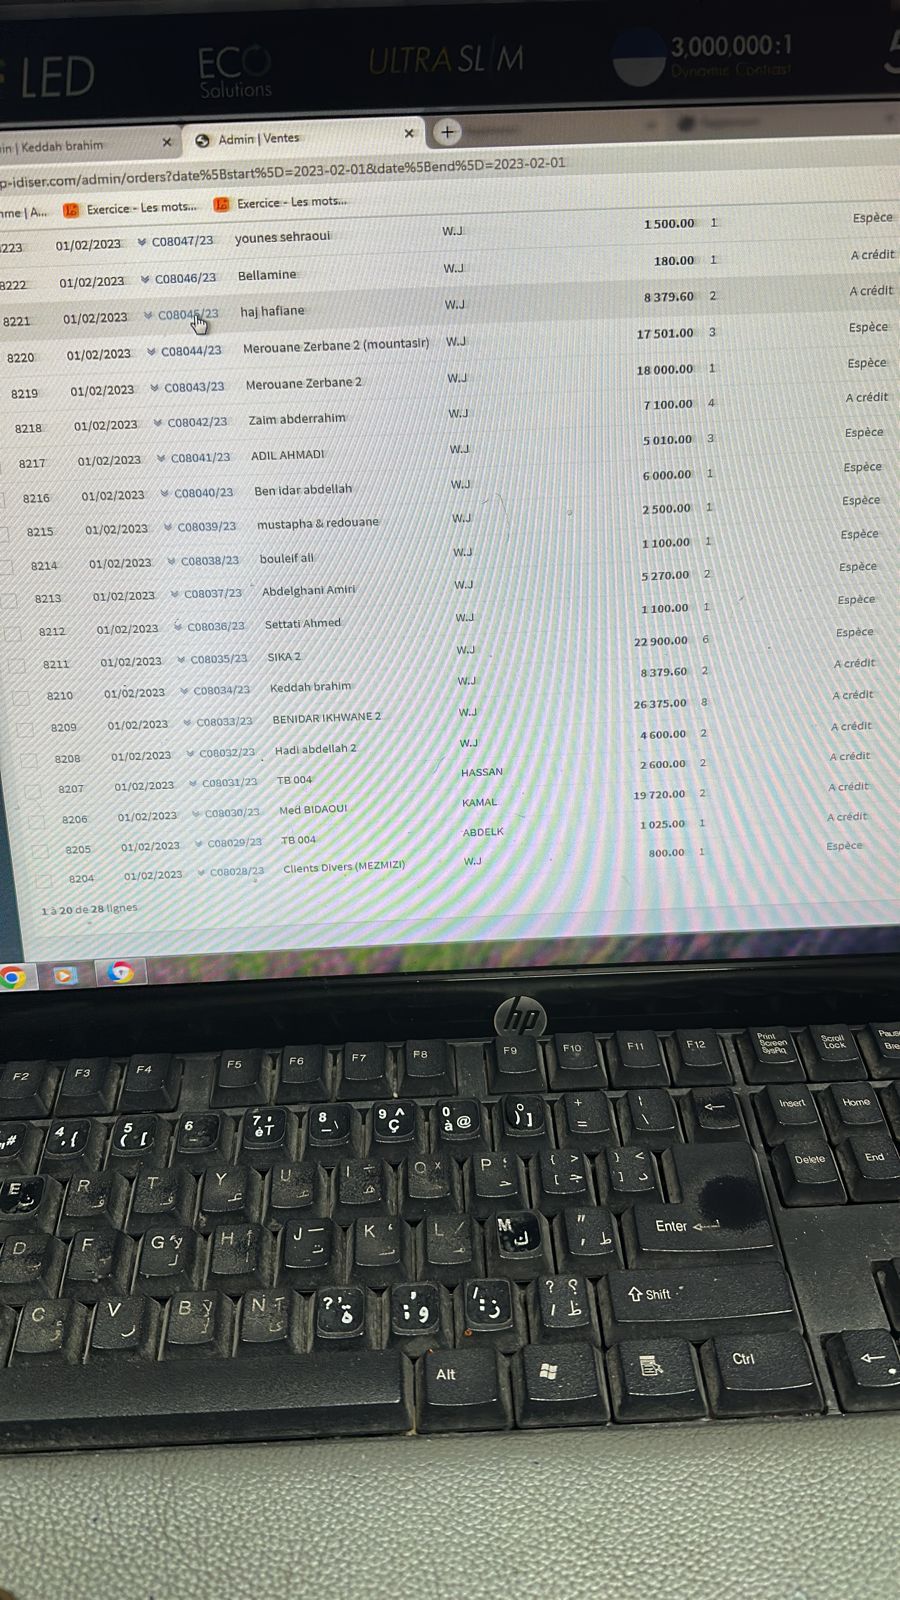 LED
ECO Solutions
ULTRA SLIM
3,000,000:1
Dynamic Contrast
in | Keddah brahim
Admin | Ventes
p-idiser.com/admin/orders?date%5Bstart%5D=2023-02-01&date%5Bend%5D=2023-02-01
me | A...
Exercice - Les mots...
Exercice - Les mots...
223 01/02/2023 C08047/23 younes sehraoui W.J 1 500.00 1 Espèce
8222 01/02/2023 C08046/23 Bellamine W.J 180.00 1 A crédit
8221 01/02/2023 C08045/23 haj hafiane W.J 8 379.60 2 A crédit
8220 01/02/2023 C08044/23 Merouane Zerbane 2 (mountasir) W.J 17 501.00 3 Espèce
8219 01/02/2023 C08043/23 Merouane Zerbane 2 W.J 18 000.00 1 Espèce
8218 01/02/2023 C08042/23 Zaim abderrahim W.J 7 100.00 4 A crédit
8217 01/02/2023 C08041/23 ADIL AHMADI W.J 5 010.00 3 Espèce
8216 01/02/2023 C08040/23 Ben idar abdellah W.J 6 000.00 1 Espèce
8215 01/02/2023 C08039/23 mustapha & redouane W.J 2 500.00 1 Espèce
8214 01/02/2023 C08038/23 bouleif ali W.J 1 100.00 1 Espèce
8213 01/02/2023 C08037/23 Abdelghani Amiri W.J 5 270.00 2 Espèce
8212 01/02/2023 C08036/23 Settati Ahmed W.J 1 100.00 1 Espèce
8211 01/02/2023 C08035/23 SIKA 2 W.J 22 900.00 6 Espèce
8210 01/02/2023 C08034/23 Keddah brahim W.J 8 379.60 2 A crédit
8209 01/02/2023 C08033/23 BENIDAR IKHWANE 2 W.J 26 375.00 8 A crédit
8208 01/02/2023 C08032/23 Hadi abdellah 2 W.J 4 600.00 2 A crédit
8207 01/02/2023 C08031/23 TB 004 HASSAN 2 600.00 2 A crédit
8206 01/02/2023 C08030/23 Med BIDAOUI KAMAL 19 720.00 2 A crédit
8205 01/02/2023 C08029/23 TB 004 ABDELK 1 025.00 1 A crédit
8204 01/02/2023 C08028/23 Clients Divers (MEZMIZI) W.J 800.00 1 Espèce
1 à 20 de 28 lignes
hp
F2 F3 F4 F5 F6 F7 F8 F9 F10 F11 F12 Print Screen SysRq Scroll Lock
4 , { 5 ( [ 6 - 7 è 8 _ \ 9 ^ ç 0 à @ ) ] + = \ Insert Home
E R T Y U I O P Delete End
D F G H J K L M ك ط Enter
C V B N ة و ز ظ Shift
Alt Ctrl